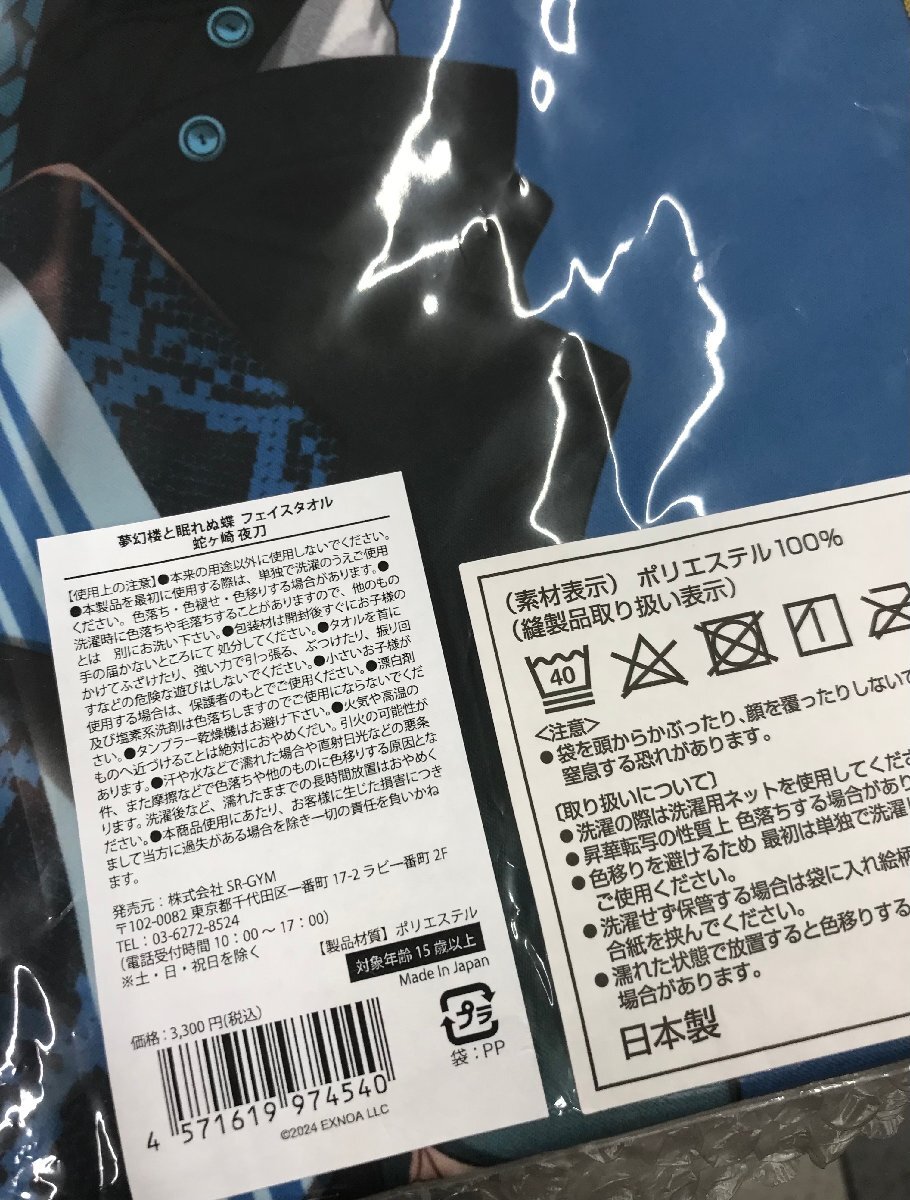 夢幻楼と眠れぬ蝶 フェイスタオル
蛇ヶ崎 夜刀
【使用上の注意】●本来の用途以外に使用しないでください。
●本製品を最初に使用する際は、単独で洗濯のうえご使用
ください。色落ち・色褪せ・色移りする場合があります。●
洗濯時に色落ちや毛落ちすることがありますので、他のもの
とは　別にお洗い下さい。●包装材は開封後すぐにお子様の
手の届かないところにて 処分してください。●タオルを首に
かけてふざけたり、強い力で引っ張る、ぶつけたり、振り回
すなどの危険な遊びはしないでください。●小さいお子様が
使用する場合は、保護者のもとでご使用ください。●漂白剤
及び塩素系洗剤は色落ちしますのでご使用にならないでくだ
さい。●タンブラー乾燥機はお避け下さい。●火気や高温の
ものへ近づけることは絶対におやめください。引火の可能性が
あります。●汗や水などで濡れた場合や直射日光などの悪条
件、また摩擦などで色落ちや他のものに色移りする原因とな
ります。洗濯後など、濡れたままでの長時間放置はおやめく
ださい。●本商品使用にあたり、お客様に生じた損害につき
まして当方に過失がある場合を除き一切の責任を負いかね
ます。
発売元：株式会社 SR-GYM
〒102-0082 東京都千代田区一番町 17-2 ラビー一番町 2F
TEL：03-6272-8524
(電話受付時間 10：00～17：00)
※土・日・祝日を除く
【製品材質】ポリエステル
対象年齢 15 歳以上
Made In Japan
価格：3,300 円(税込)
プラ
袋：PP
4 571619 974540
©2024 EXNOA LLC
（素材表示） ポリエステル100%
（縫製品取り扱い表示）
40
＜注意＞
●袋を頭からかぶったり、顔を覆ったりしないで
窒息する恐れがあります。
［取り扱いについて］
●洗濯の際は洗濯用ネットを使用してくださ
●昇華転写の性質上 色落ちする場合があり
●色移りを避けるため 最初は単独で洗濯し
ご使用ください。
●洗濯せず保管する場合は袋に入れ絵柄
合紙を挟んでください。
●濡れた状態で放置すると色移りする
場合があります。
日本製